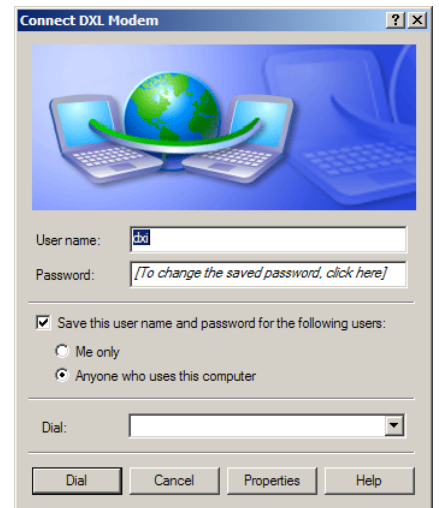 Connect DXL Modem
User name: dxi
Password: [To change the saved password, click here]
Save this user name and password for the following users:
Me only
Anyone who uses this computer
Dial:
Dial Cancel Properties Help